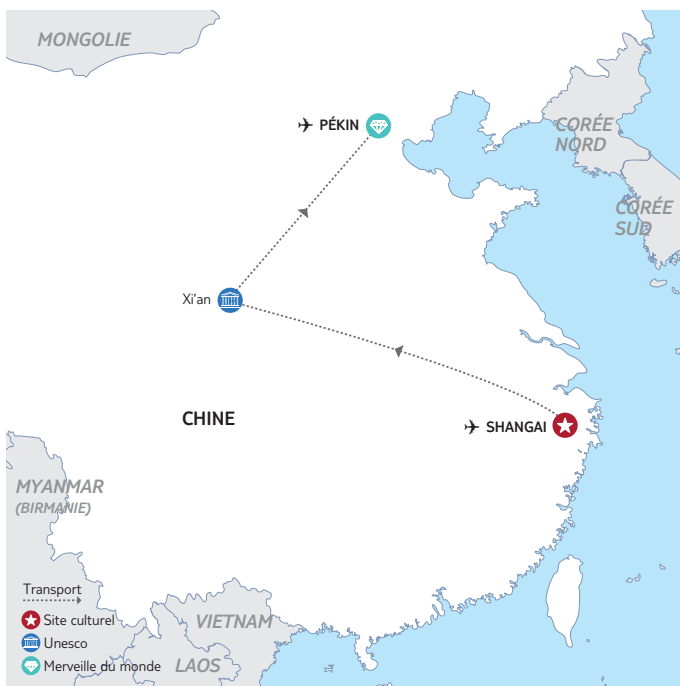 MONGOLIE
PÉKIN
CORÉE
NORD
CORÉE
SUD
Xi'an
CHINE
SHANGAI
MYANMAR
(BIRMANIE)
Transport
Site culturel
VIETNAM
Unesco
Merveille du monde
LAOS